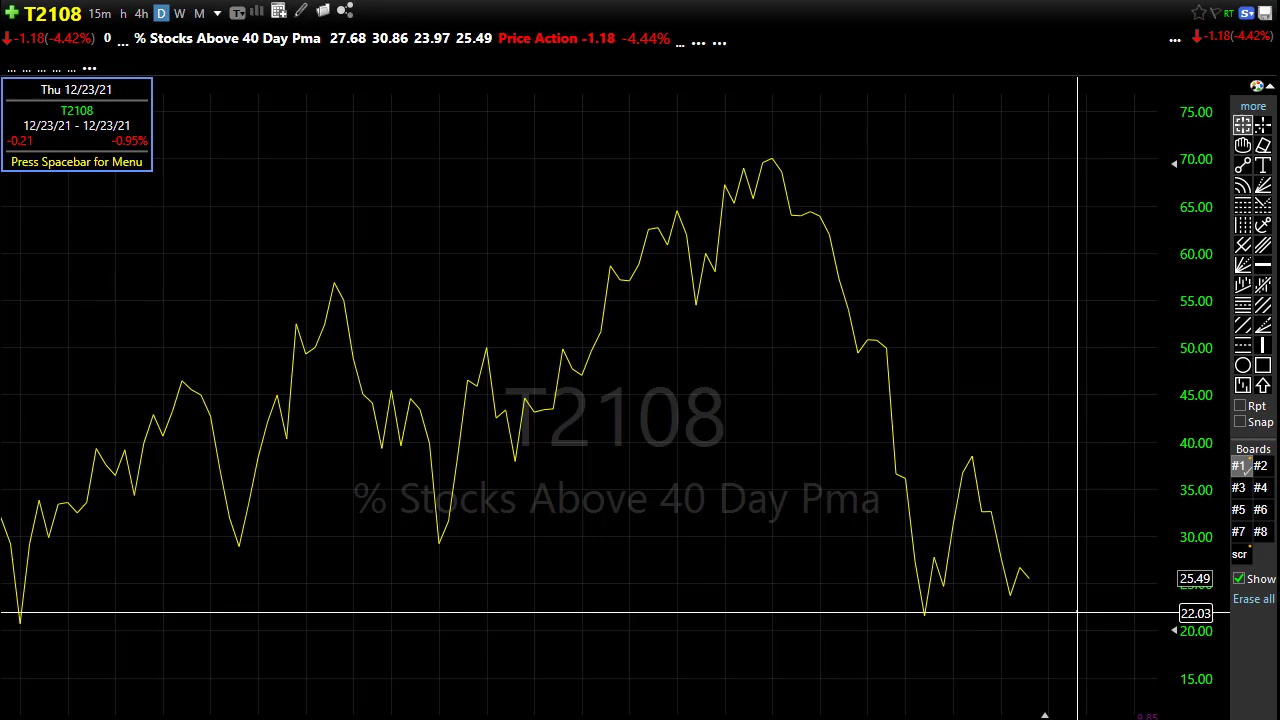 T2108 15m h 4h D W M T RT S
-1.18(-4.42%) 0 ... % Stocks Above 40 Day Pma 27.68 30.86 23.97 25.49 Price Action -1.18 -4.44% ... ... ... ... -1.18(-4.42%)
... ... ... ... ... ...
Thu 12/23/21
T2108
12/23/21 - 12/23/21
-0.21 -0.95%
Press Spacebar for Menu
more
75.00
70.00
65.00
60.00
55.00
50.00
45.00
40.00
35.00
30.00
25.49
22.03
20.00
15.00
9.85
T2108
% Stocks Above 40 Day Pma
T
Rpt
Snap
Boards
#1 #2
#3 #4
#5 #6
#7 #8
scr
Show
Erase all